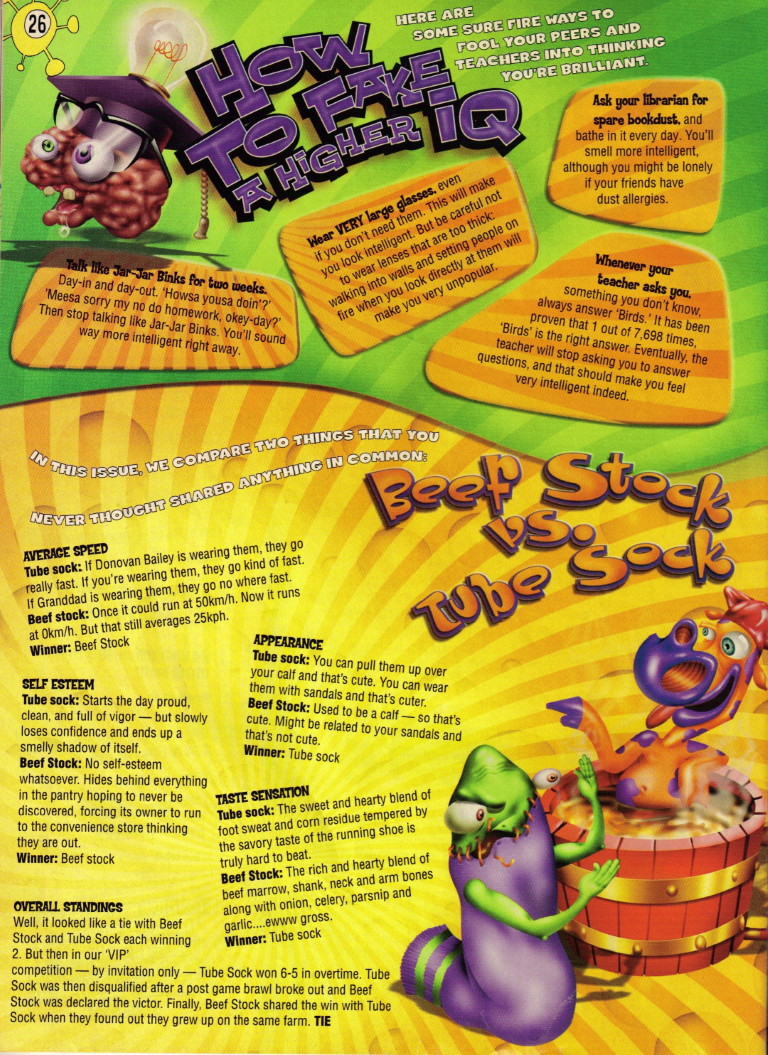 26
HERE ARE
SOME SURE FIRE WAYS TO
FOOL YOUR PEERS AND
TEACHERS INTO THINKING
YOU'RE BRILLIANT.
HOW
TO FAKE
A HIGHER IQ
Ask your librarian for
spare bookdust, and
bathe in it every day. You'll
smell more intelligent,
although you might be lonely
if your friends have
dust allergies.
Wear VERY large glasses, even
if you don't need them. This will make
you look intelligent. But be careful not
to wear lenses that are too thick:
walking into walls and setting people on
fire when you look directly at them will
make you very unpopular.
Talk like Jar-Jar Binks for two weeks.
Day-in and day-out. 'Howsa yousa doin'?'
'Meesa sorry my no do homework, okey-day?'
Then stop talking like Jar-Jar Binks. You'll sound
way more intelligent right away.
Whenever your
teacher asks you,
something you don't know,
always answer 'Birds.' It has been
proven that 1 out of 7,698 times,
'Birds' is the right answer. Eventually, the
teacher will stop asking you to answer
questions, and that should make you feel
very intelligent indeed.
IN THIS ISSUE, WE COMPARE TWO THINGS THAT YOU
NEVER THOUGHT SHARED ANYTHING IN COMMON:
Beef Stock
vs.
Tube Sock
AVERAGE SPEED
Tube sock: If Donovan Bailey is wearing them, they go
really fast. If you're wearing them, they go kind of fast.
If Granddad is wearing them, they go no where fast.
Beef stock: Once it could run at 50km/h. Now it runs
at 0km/h. But that still averages 25kph.
Winner: Beef Stock
APPEARANCE
Tube sock: You can pull them up over
your calf and that's cute. You can wear
them with sandals and that's cuter.
Beef Stock: Used to be a calf — so that's
cute. Might be related to your sandals and
that's not cute.
Winner: Tube sock
SELF ESTEEM
Tube sock: Starts the day proud,
clean, and full of vigor — but slowly
loses confidence and ends up a
smelly shadow of itself.
Beef Stock: No self-esteem
whatsoever. Hides behind everything
in the pantry hoping to never be
discovered, forcing its owner to run
to the convenience store thinking
they are out.
Winner: Beef stock
TASTE SENSATION
Tube sock: The sweet and hearty blend of
foot sweat and corn residue tempered by
the savory taste of the running shoe is
truly hard to beat.
Beef Stock: The rich and hearty blend of
beef marrow, shank, neck and arm bones
along with onion, celery, parsnip and
garlic....ewww gross.
Winner: Tube sock
OVERALL STANDINGS
Well, it looked like a tie with Beef
Stock and Tube Sock each winning
2. But then in our 'VIP'
competition — by invitation only — Tube Sock won 6-5 in overtime. Tube
Sock was then disqualified after a post game brawl broke out and Beef
Stock was declared the victor. Finally, Beef Stock shared the win with Tube
Sock when they found out they grew up on the same farm. TIE